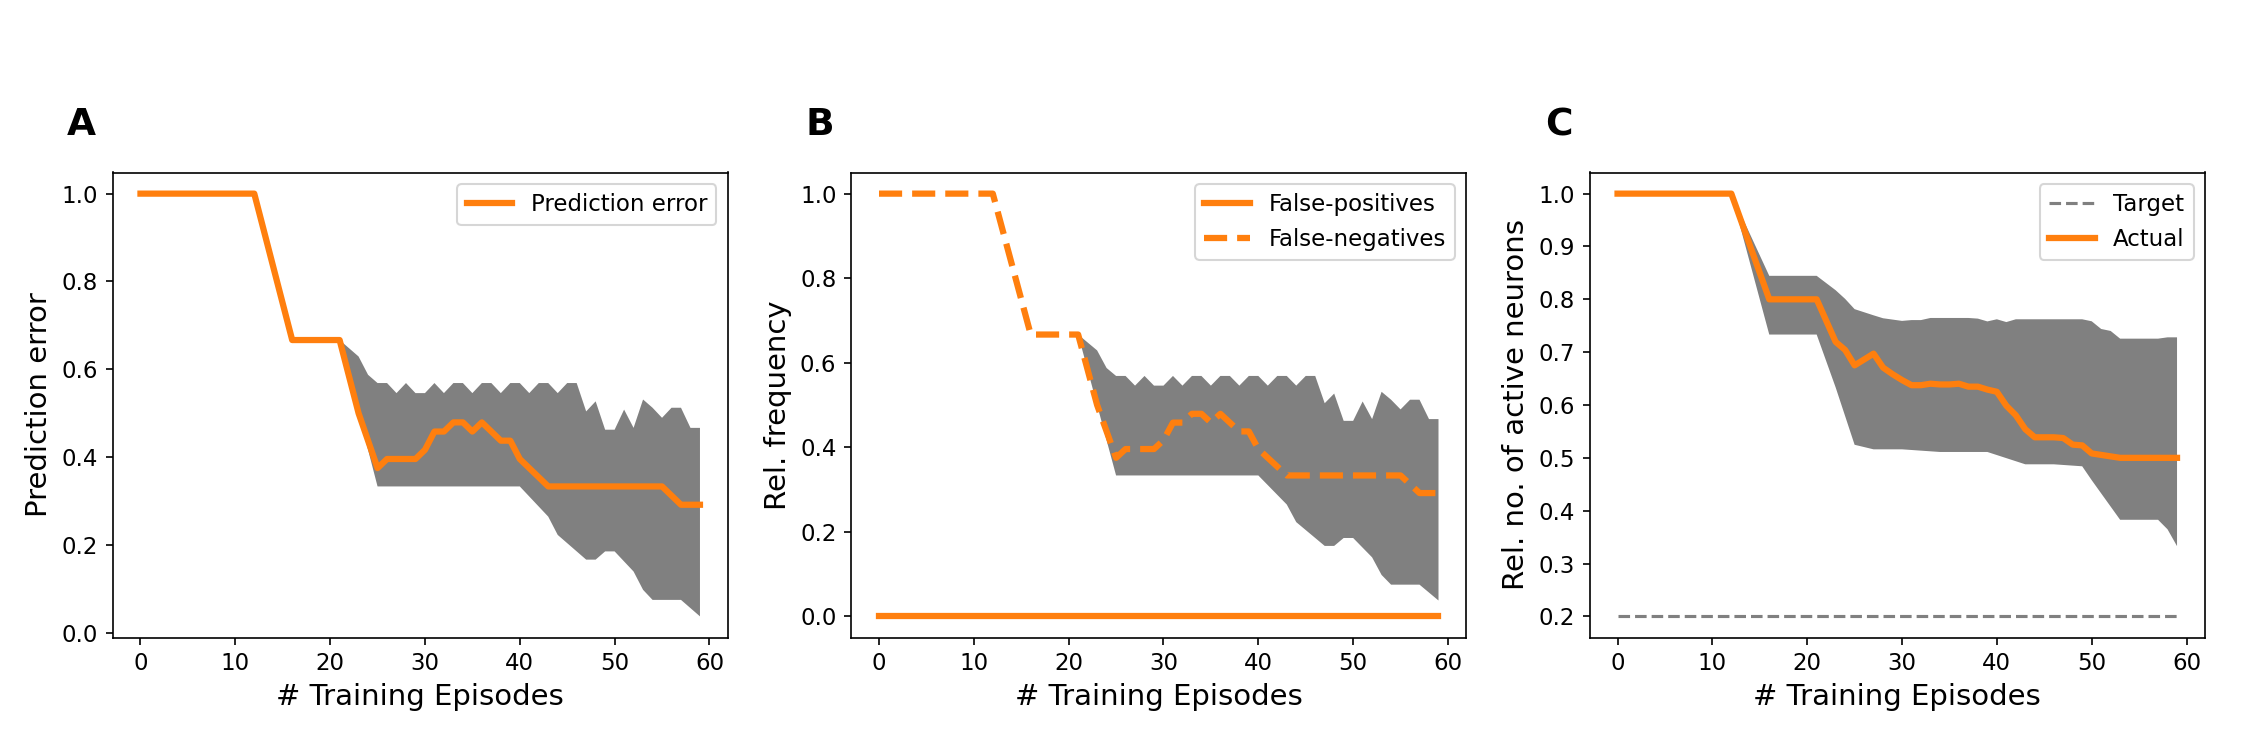 A
B
C
Prediction error
1.0
0.8
0.6
0.4
0.2
0.0
0 10 20 30 40 50 60
# Training Episodes
Prediction error
Rel. frequency
1.0
0.8
0.6
0.4
0.2
0.0
0 10 20 30 40 50 60
# Training Episodes
False-positives
False-negatives
Rel. no. of active neurons
1.0
0.9
0.8
0.7
0.6
0.5
0.4
0.3
0.2
0 10 20 30 40 50 60
# Training Episodes
Target
Actual